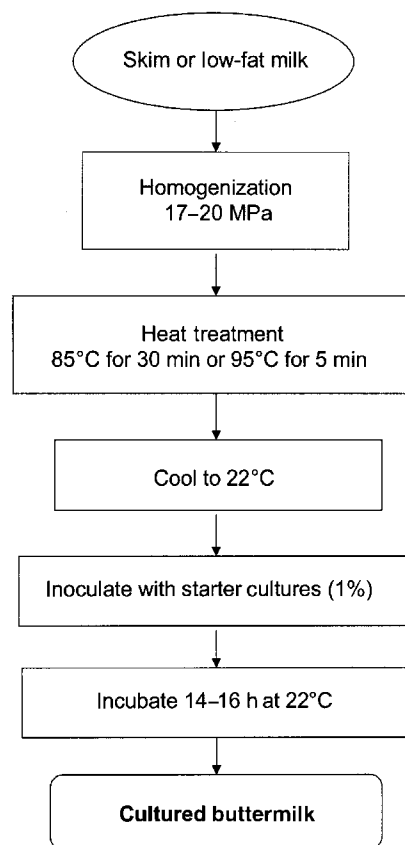 Skim or low-fat milk
Homogenization
17–20 MPa
Heat treatment
85°C for 30 min or 95°C for 5 min
Cool to 22°C
Inoculate with starter cultures (1%)
Incubate 14–16 h at 22°C
Cultured buttermilk